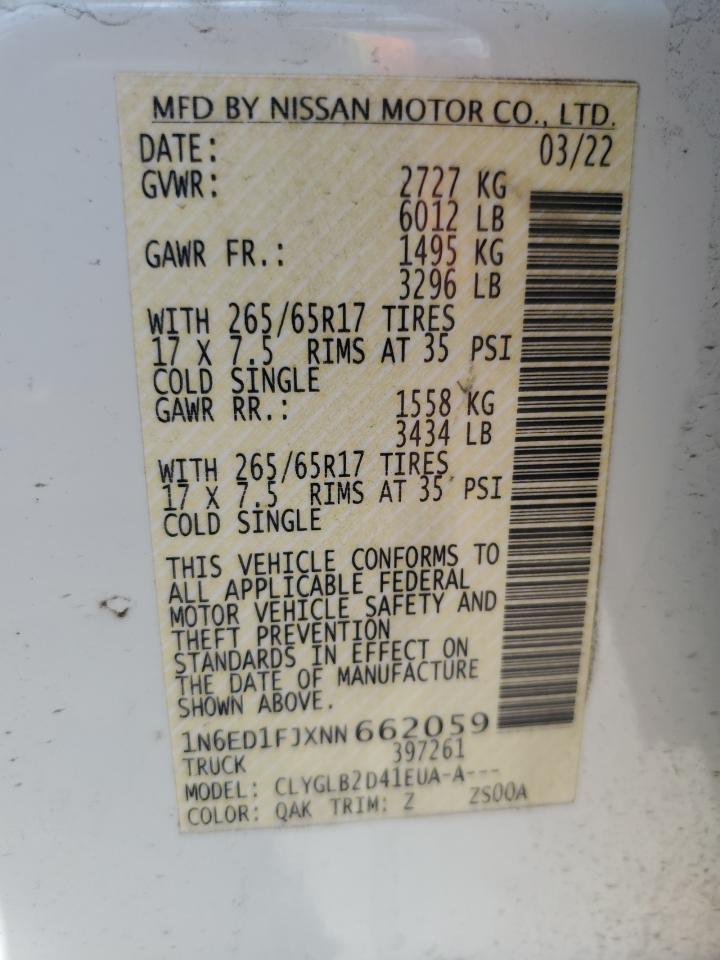 MFD BY NISSAN MOTOR CO., LTD.
DATE: 03/22
GVWR: 2727 KG
6012 LB
GAWR FR.: 1495 KG
3296 LB
WITH 265/65R17 TIRES
17 X 7.5 RIMS AT 35 PSI
COLD SINGLE
GAWR RR.: 1558 KG
3434 LB
WITH 265/65R17 TIRES
17 X 7.5 RIMS AT 35 PSI
COLD SINGLE
THIS VEHICLE CONFORMS TO
ALL APPLICABLE FEDERAL
MOTOR VEHICLE SAFETY AND
THEFT PREVENTION
STANDARDS IN EFFECT ON
THE DATE OF MANUFACTURE
SHOWN ABOVE.
1N6ED1FJXNN662059
TRUCK 397261
MODEL: CLYGLB2D41EUA-A---
COLOR: QAK TRIM: Z ZS00A